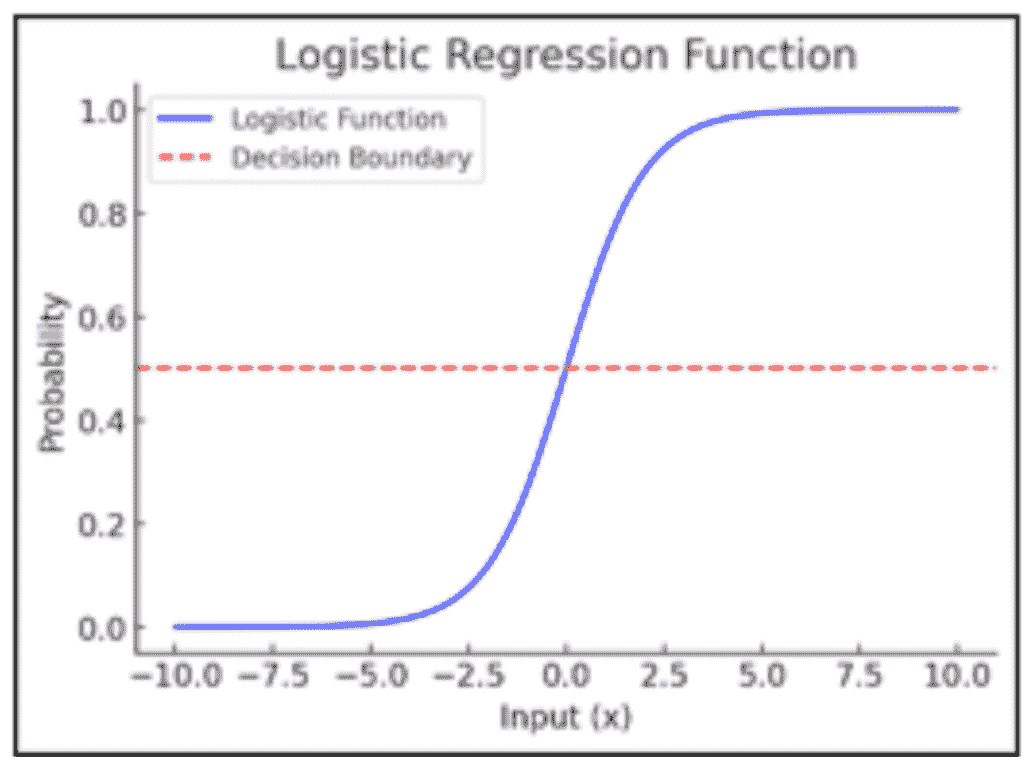 Logistic Regression Function
Logistic Function
Decision Boundary
1.0
0.8
0.6
0.4
0.2
0.0
Probability
−10.0 −7.5 −5.0 −2.5 0.0 2.5 5.0 7.5 10.0
Input (x)